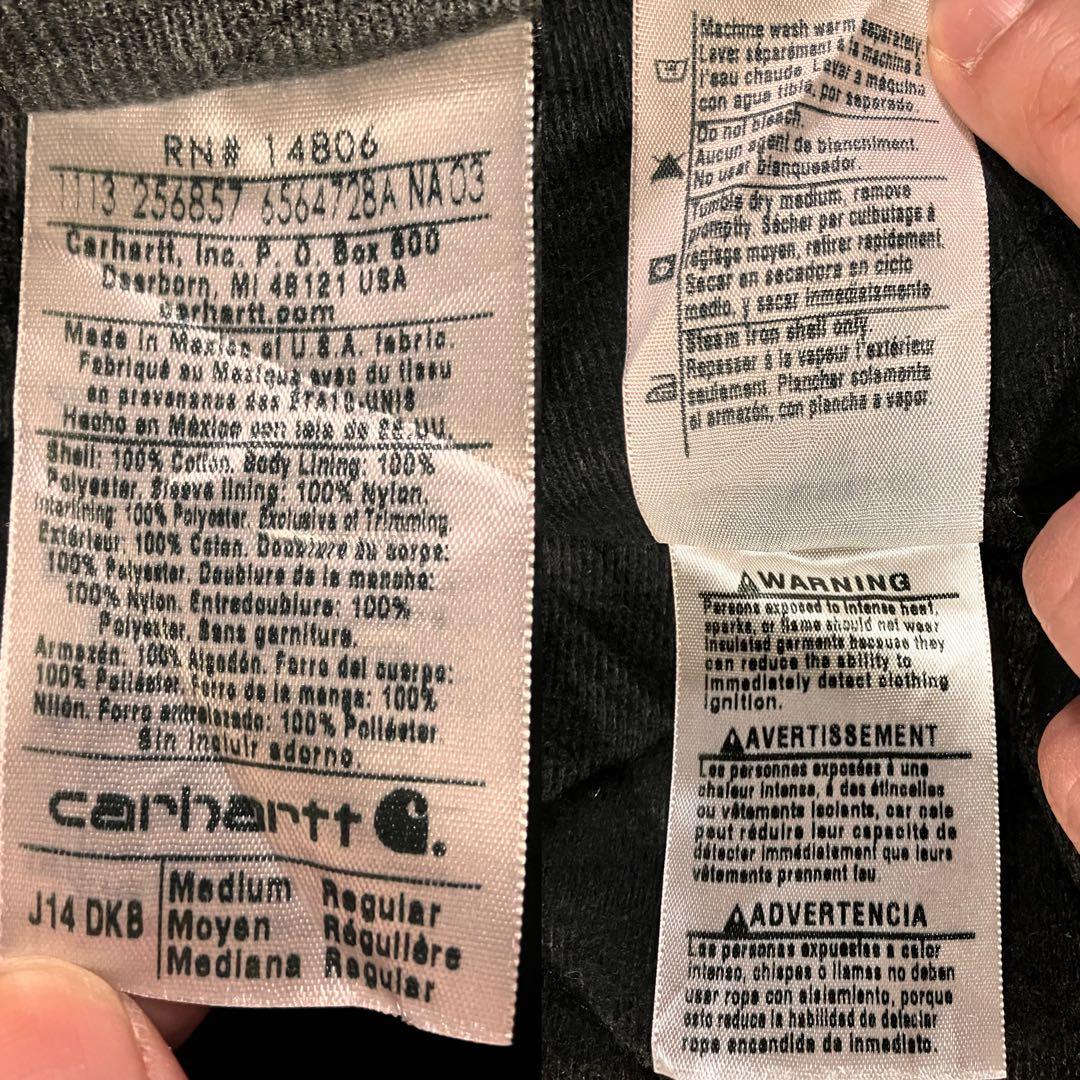 RN# 14806
1113 256857 6564728A NA 03
Carhartt, Inc. P. O. Box 600
Dearborn, MI 48121 USA
carhartt.com
Made in Mexico of U.S.A. fabric.
Fabriqué au Mexique avec du tissu
en provenance des ÉTATS-UNIS
Hecho en México con tela de EE.UU.
Shell: 100% Cotton. Body Lining: 100%
Polyester. Sleeve lining: 100% Nylon.
Interlining: 100% Polyester. Exclusive of Trimming.
Extérieur: 100% Coton. Doublure du corps:
100% Polyester. Doublure de la manche:
100% Nylon. Entredoublure: 100%
Polyester. Sans garniture.
Armazón: 100% Algodón. Forro del cuerpo:
100% Poliéster. Forro de la manga: 100%
Nilón. Forro entrelazado: 100% Poliéster.
Sin incluir adorno.
carhartt
J14 DKB
Medium Regular
Moyen Régulière
Mediana Regular
Machine wash warm separately.
Laver séparément à la machine à
l'eau chaude. Lavar a máquina
con agua tibia, por separado.
Do not bleach.
Aucun agent de blanchiment.
No usar blanqueador.
Tumble dry medium, remove
promptly. Sécher par culbutage à
réglage moyen, retirer rapidement.
Secar en secadora en ciclo
medio, y sacar inmediatamente
Steam iron shell only.
Repasser à la vapeur l'extérieur
seulement. Planchar solamente
el armazón, con plancha a vapor
WARNING
Persons exposed to intense heat,
sparks, or flame should not wear
insulated garments because they
can reduce the ability to
immediately detect clothing
ignition.
AVERTISSEMENT
Les personnes exposées à une
chaleur intense, à des étincelles
ou vêtements isolants, car cela
peut réduire leur capacité de
détecter immédiatement que leurs
vêtements prennent feu
ADVERTENCIA
Las personas expuestas a calor
intenso, chispas o llamas no deben
usar ropa con aislamiento, porque
esto reduce la habilidad de detectar
ropa encendida de inmediato.